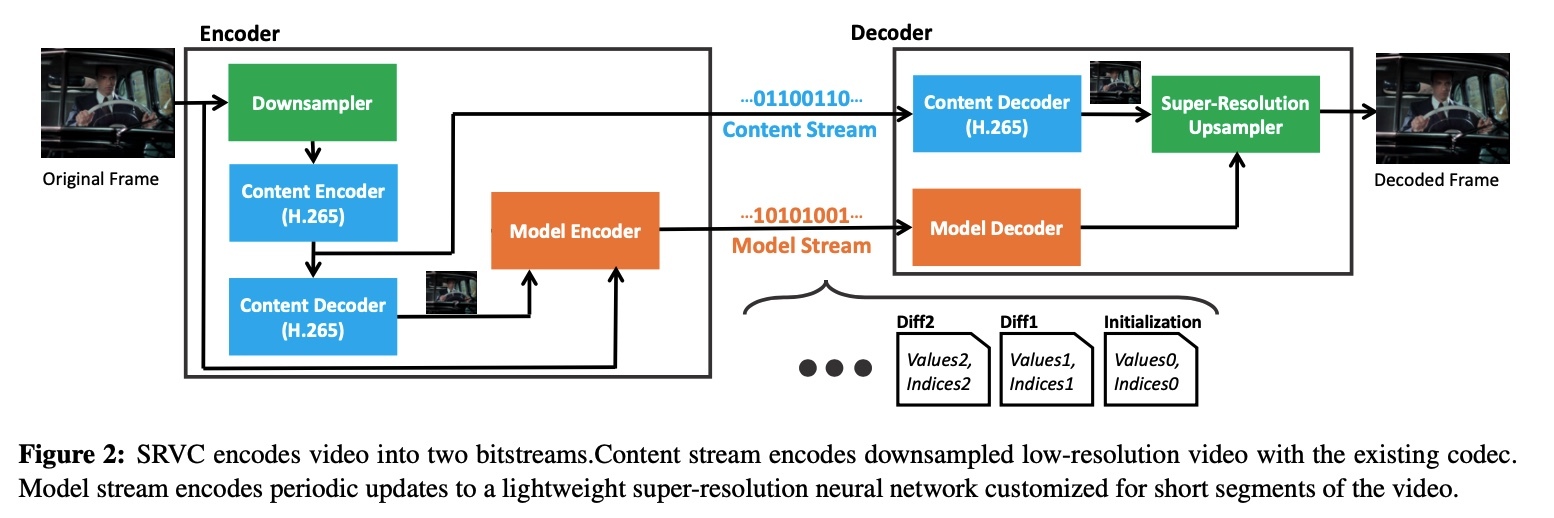 Encoder
Decoder
Original Frame
Downsampler
Content Encoder
(H.265)
Content Decoder
(H.265)
Model Encoder
···01100110···
Content Stream
···10101001···
Model Stream
Content Decoder
(H.265)
Super-Resolution
Upsampler
Model Decoder
Decoded Frame
Diff2
Values2,
Indices2
Diff1
Values1,
Indices1
Initialization
Values0,
Indices0
Figure 2: SRVC encodes video into two bitstreams.Content stream encodes downsampled low-resolution video with the existing codec.
Model stream encodes periodic updates to a lightweight super-resolution neural network customized for short segments of the video.